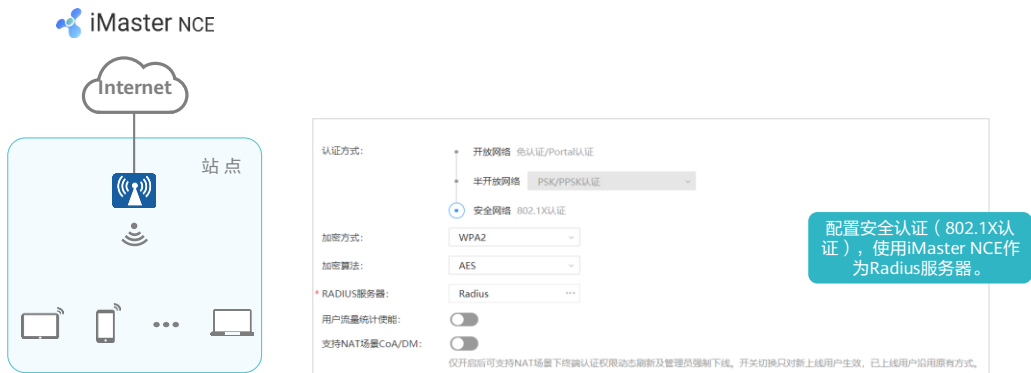 iMaster NCE
Internet
站点
认证方式:
开放网络 免认证/Portal认证
半开放网络 PSK/PPSK认证
安全网络 802.1X认证
加密方式: WPA2
加密算法: AES
* RADIUS服务器: Radius ···
用户流量统计使能:
支持NAT场景CoA/DM:
仅开启后可支持NAT场景下终端认证权限动态刷新及管理员强制下线。开关切换只对新上线用户生效，已上线用户沿用原有方式。
配置安全认证（802.1X认
证），使用iMaster NCE作
为Radius服务器。